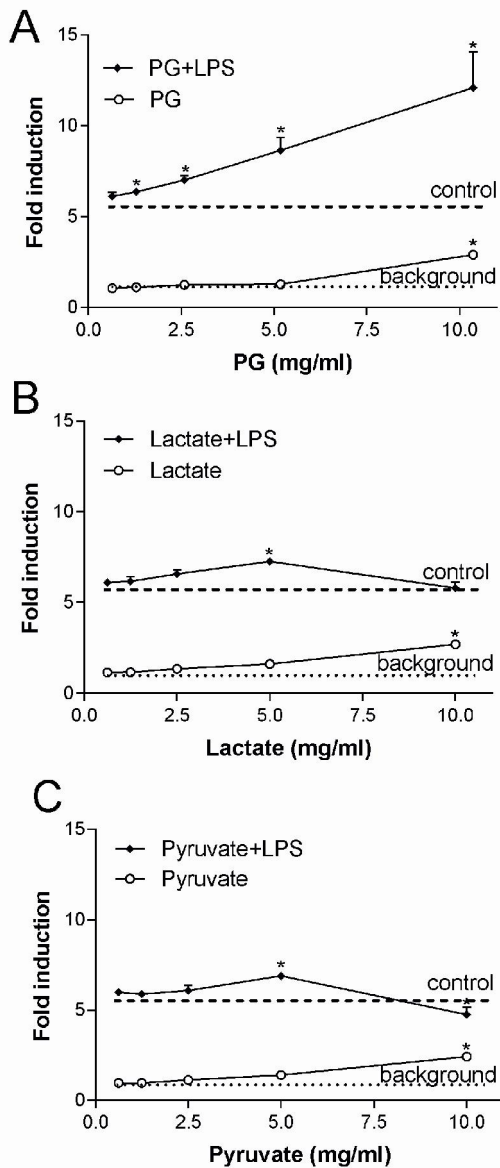 A
15
PG+LPS
*
PG
10
*
*
*
Fold induction
control
5
*
background
0
0.0 2.5 5.0 7.5 10.0
PG (mg/ml)
B
15
Lactate+LPS
Lactate
10
Fold induction
*
control
5
*
background
0
0.0 2.5 5.0 7.5 10.0
Lactate (mg/ml)
C
15
Pyruvate+LPS
Pyruvate
10
Fold induction
*
control
*
5
*
background
0
0.0 2.5 5.0 7.5 10.0
Pyruvate (mg/ml)